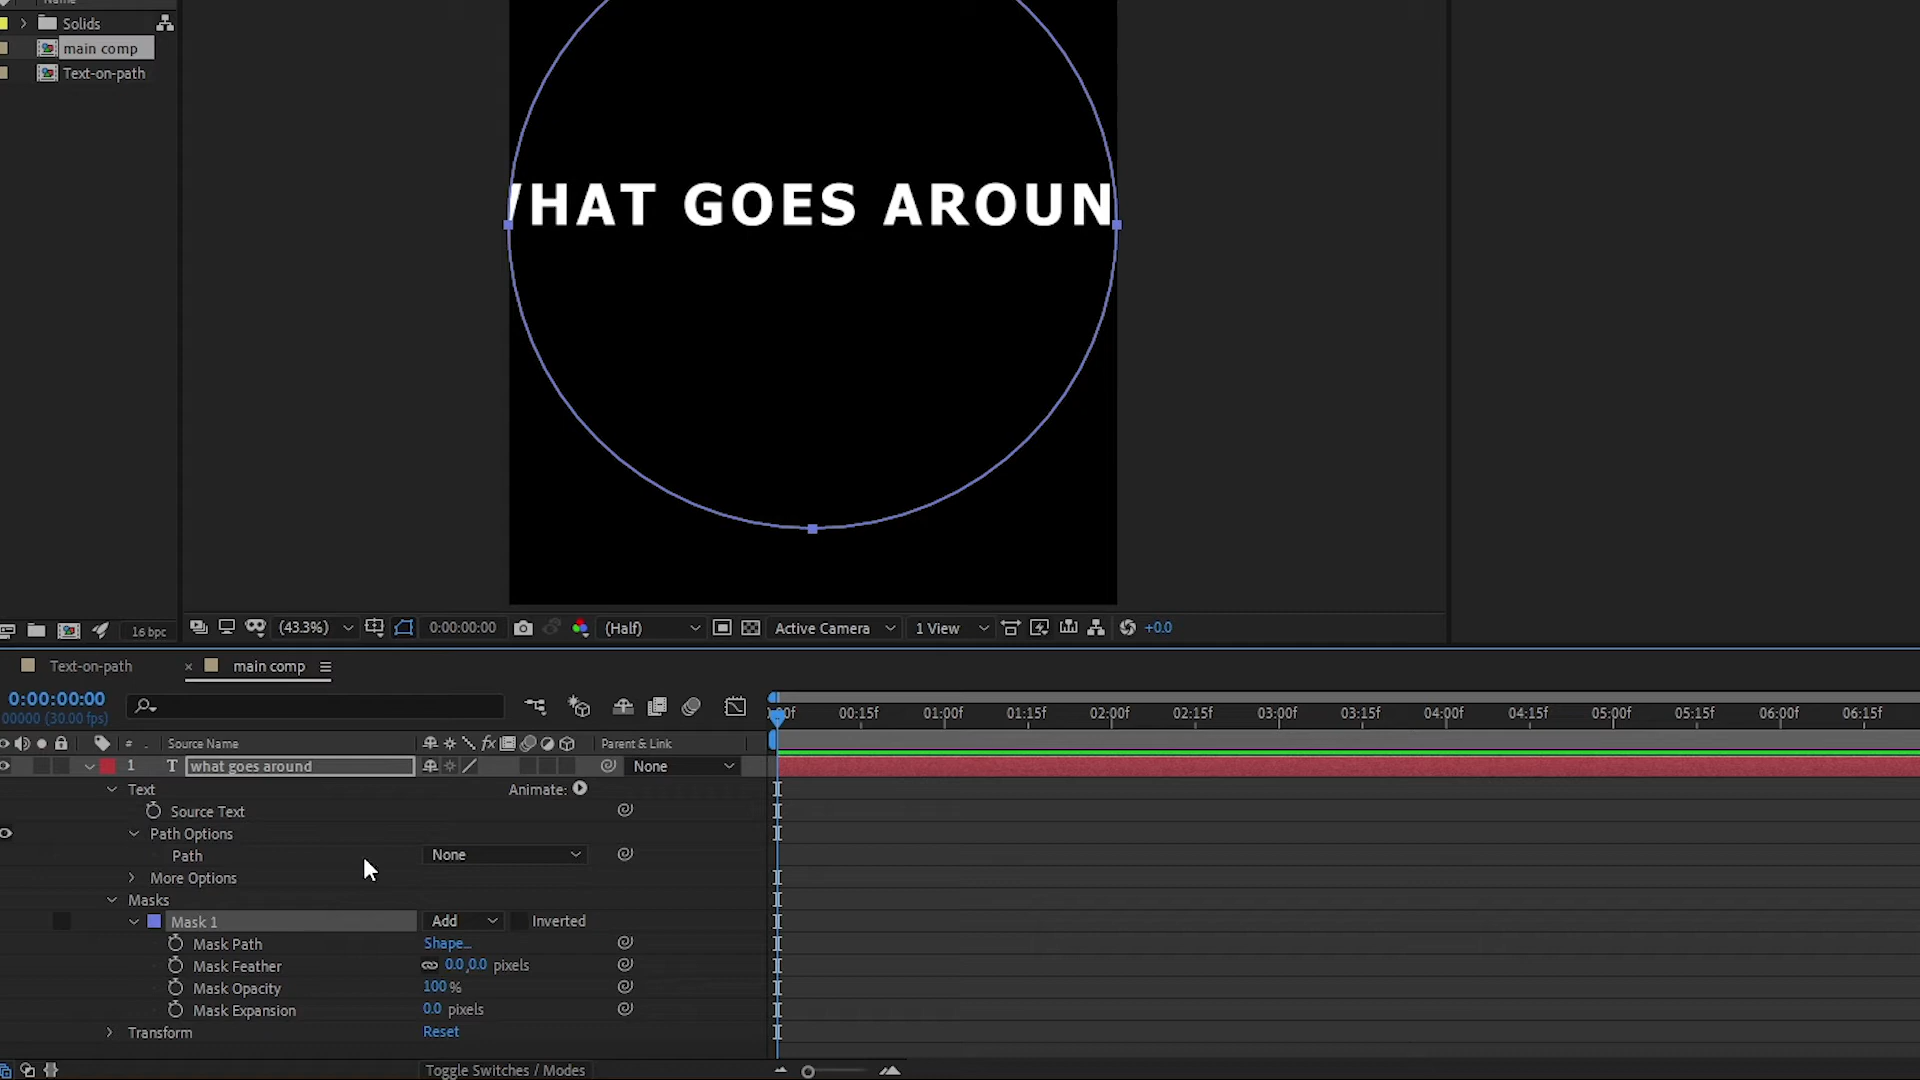 Name
Solids
main comp
Text-on-path
WHAT GOES AROUN
16 bpc
(43.3%)
0:00:00:00
(Half)
Active Camera
1 View
+0.0
Text-on-path
× main comp
0:00:00:00
00000 (30.00 fps)
00:15f 01:00f 01:15f 02:00f 02:15f 03:00f 03:15f 04:00f 04:15f 05:00f 05:15f 06:00f 06:15f
# . Source Name fx Parent & Link
1 T what goes around None
Text Animate:
Source Text
Path Options
Path None
More Options
Masks
Mask 1 Add Inverted
Mask Path Shape...
Mask Feather 0.0,0.0 pixels
Mask Opacity 100 %
Mask Expansion 0.0 pixels
Transform Reset
Toggle Switches / Modes